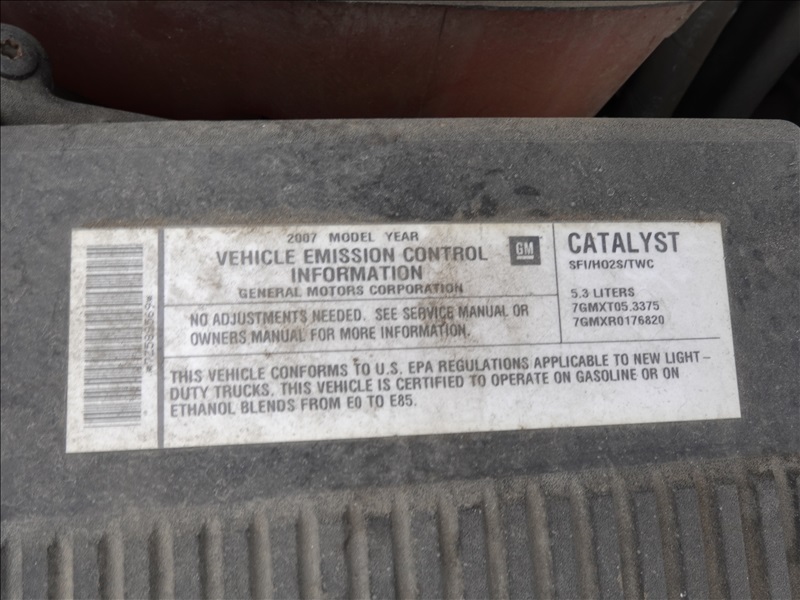 2007 MODEL YEAR
VEHICLE EMISSION CONTROL
INFORMATION
GENERAL MOTORS CORPORATION
GM
NO ADJUSTMENTS NEEDED. SEE SERVICE MANUAL OR
OWNERS MANUAL FOR MORE INFORMATION.
CATALYST
SFI/HO2S/TWC
5.3 LITERS
7GMXT05.3375
7GMXR0176820
THIS VEHICLE CONFORMS TO U.S. EPA REGULATIONS APPLICABLE TO NEW LIGHT-
DUTY TRUCKS. THIS VEHICLE IS CERTIFIED TO OPERATE ON GASOLINE OR ON
ETHANOL BLENDS FROM E0 TO E85.